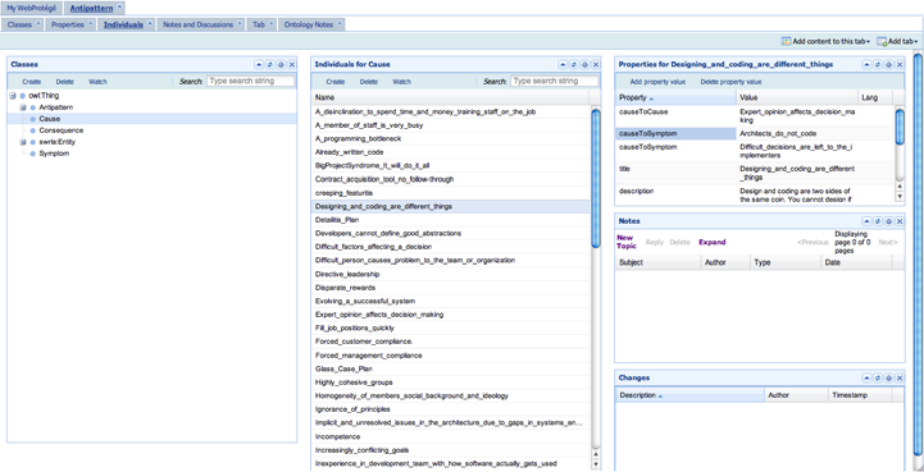 My WebProtégé Antipattern
Classes Properties Individuals Notes and Discussions Tab Ontology Notes
Add content to this tab Add tab
Classes
Create Delete Watch Search: Type search string
owl:Thing
Antipattern
Cause
Consequence
swrla:Entity
Symptom
Individuals for Cause
Create Delete Watch Search: Type search string
Name
A_disinclination_to_spend_time_and_money_training_staff_on_the_job
A_member_of_staff_is_very_busy
A_programming_bottleneck
Already_written_code
BigProjectSyndrome_It_will_do_it_all
Contract_acquisition_tool_no_follow-through
creeping_featuritis
Designing_and_coding_are_different_things
Detailitis_Plan
Developers_cannot_define_good_abstractions
Difficult_factors_affecting_a_decision
Difficult_person_causes_problem_to_the_team_or_organization
Directive_leadership
Disparate_rewards
Evolving_a_successful_system
Expert_opinion_affects_decision_making
Fill_job_positions_quickly
Forced_customer_compliance.
Forced_management_compliance
Glass_Case_Plan
Highly_cohesive_groups
Homogeneity_of_members_social_background_and_ideology
Ignorance_of_principles
Implicit_and_unresolved_issues_in_the_architecture_due_to_gaps_in_systems_en...
Incompetence
Increasingly_conflicting_goals
Inexperience_in_development_team_with_how_software_actually_gets_used
Properties for Designing_and_coding_are_different_things
Add property value Delete property value
Property Value Lang
causeToCause Expert_opinion_affects_decision_ma
king
causeToSymptom Architects_do_not_code
causeToSymptom Difficult_decisions_are_left_to_the_i
mplementers
title Designing_and_coding_are_different
_things
description Design and coding are two sides of
the same coin. You cannot design if
Notes
New Topic Reply Delete Expand <Previous Displaying page 0 of 0 pages Next>
Subject Author Type Date
Changes
Description Author Timestamp